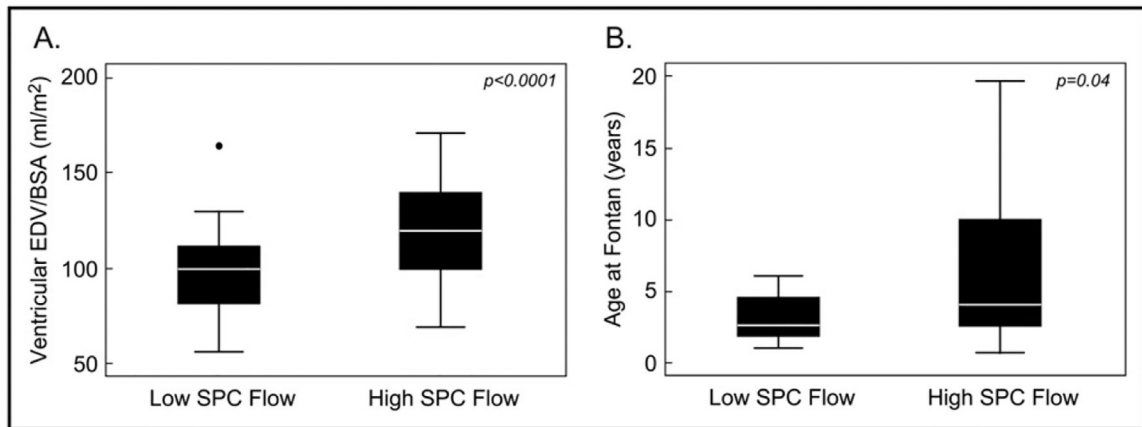 A.
Ventricular EDV/BSA (ml/m²)
200
150
100
50
p<0.0001
Low SPC Flow
High SPC Flow
B.
Age at Fontan (years)
20
15
10
5
0
p=0.04
Low SPC Flow
High SPC Flow